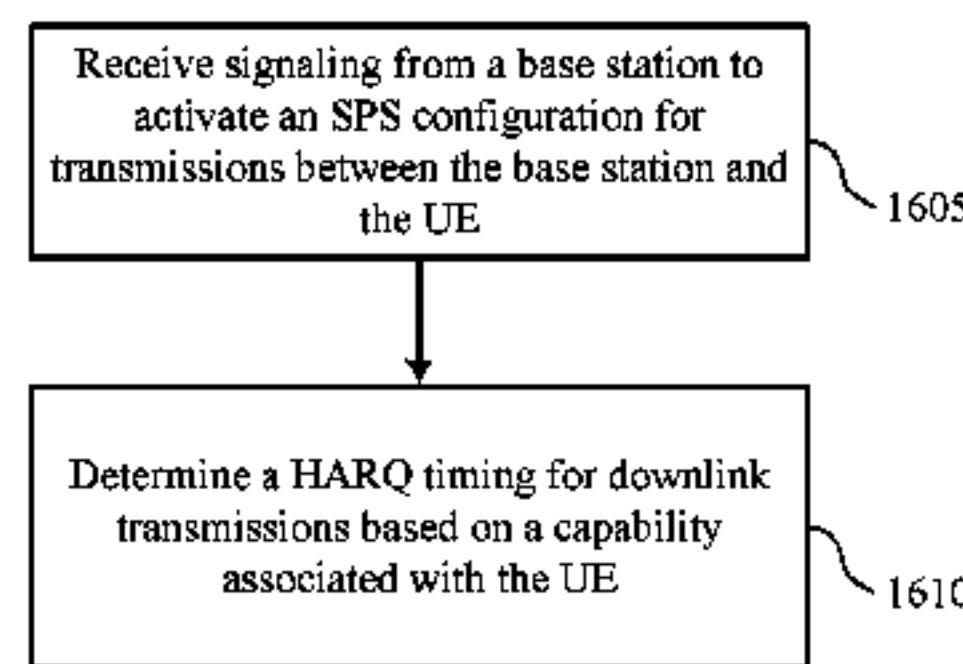 Receive signaling from a base station to
activate an SPS configuration for
transmissions between the base station and
the UE
1605
Determine a HARQ timing for downlink
transmissions based on a capability
associated with the UE
1610